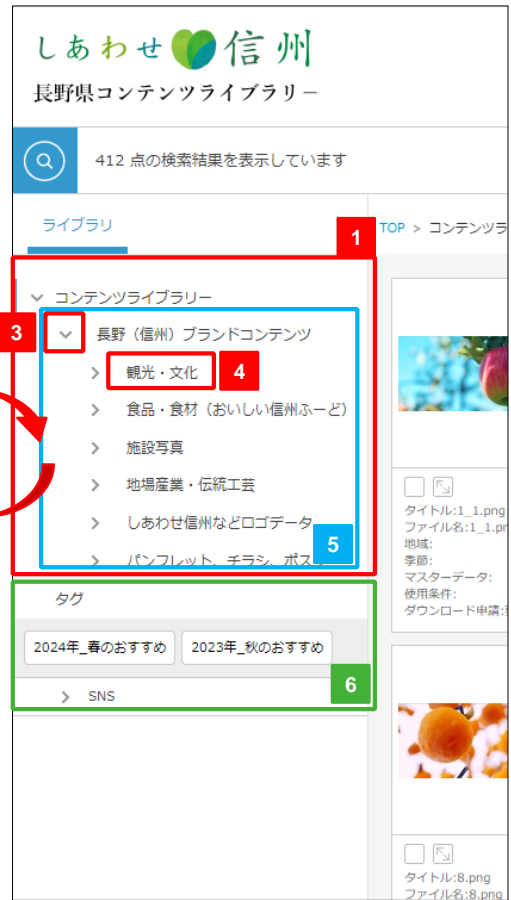 しあわせ信州
長野県コンテンツライブラリー
412 点の検索結果を表示しています
ライブラリ
1
TOP > コンテンツラ
コンテンツライブラリー
3
長野（信州）ブランドコンテンツ
観光・文化
4
食品・食材（おいしい信州ふーど）
施設写真
地場産業・伝統工芸
しあわせ信州などロゴデータ
5
パンフレット、チラシ、ポス
タイトル:1_1.png
ファイル名:1_1.pn
地域:
季節:
マスターデータ:
使用条件:
ダウンロード申請:
タグ
2024年_春のおすすめ
2023年_秋のおすすめ
6
SNS
タイトル:8.png
ファイル名:8.png